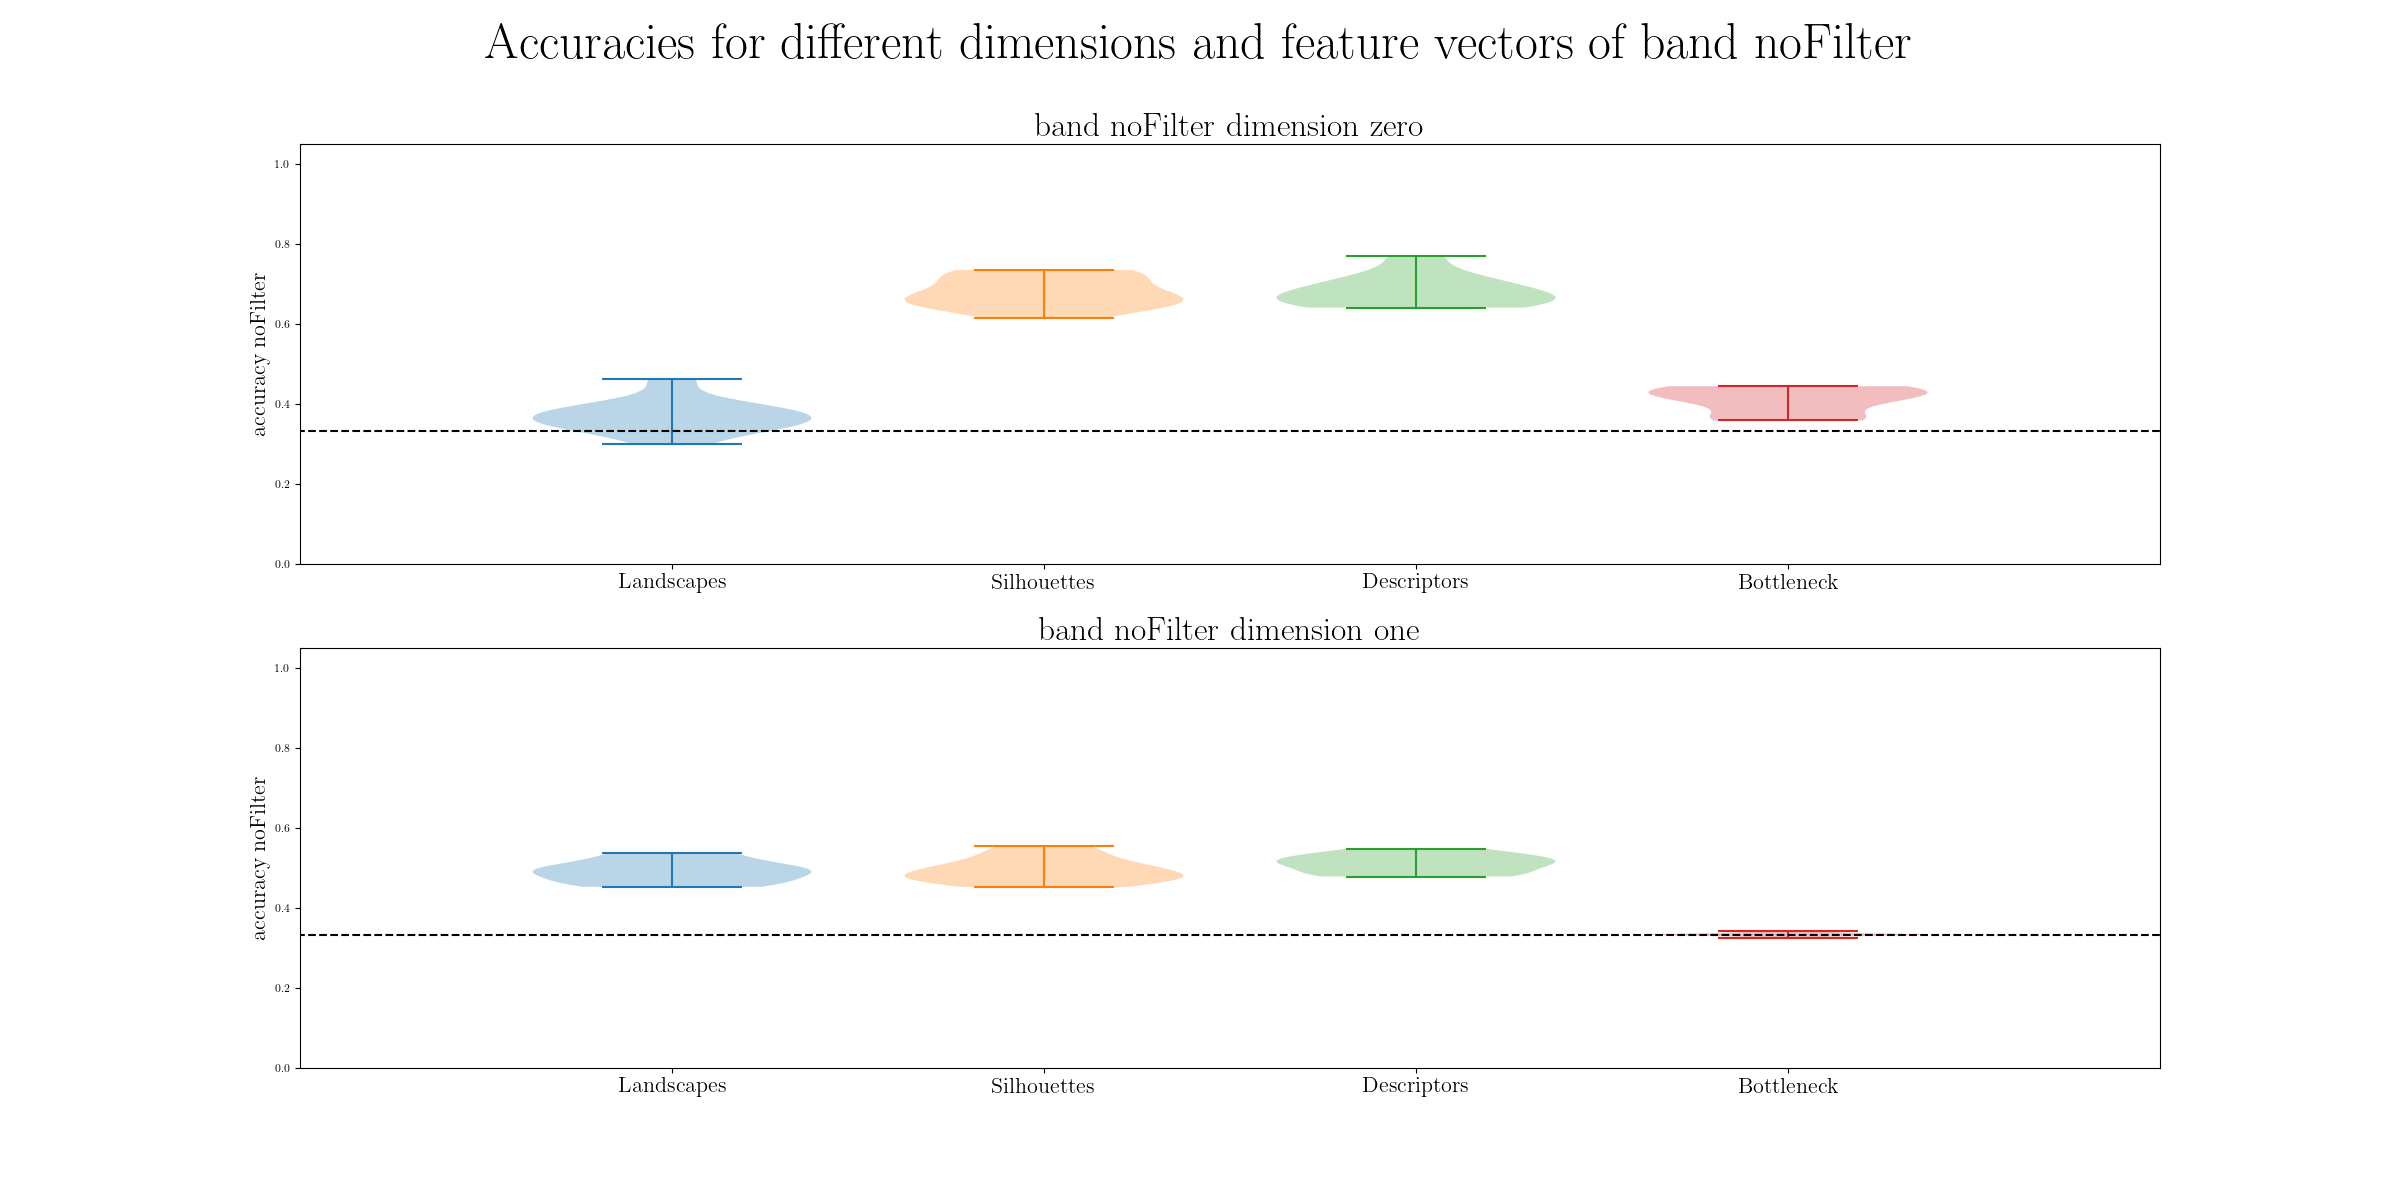 Accuracies for different dimensions and feature vectors of band noFilter
band noFilter dimension zero
accuracy noFilter
1.0
0.8
0.6
0.4
0.2
0.0
Landscapes Silhouettes Descriptors Bottleneck
band noFilter dimension one
accuracy noFilter
1.0
0.8
0.6
0.4
0.2
0.0
Landscapes Silhouettes Descriptors Bottleneck